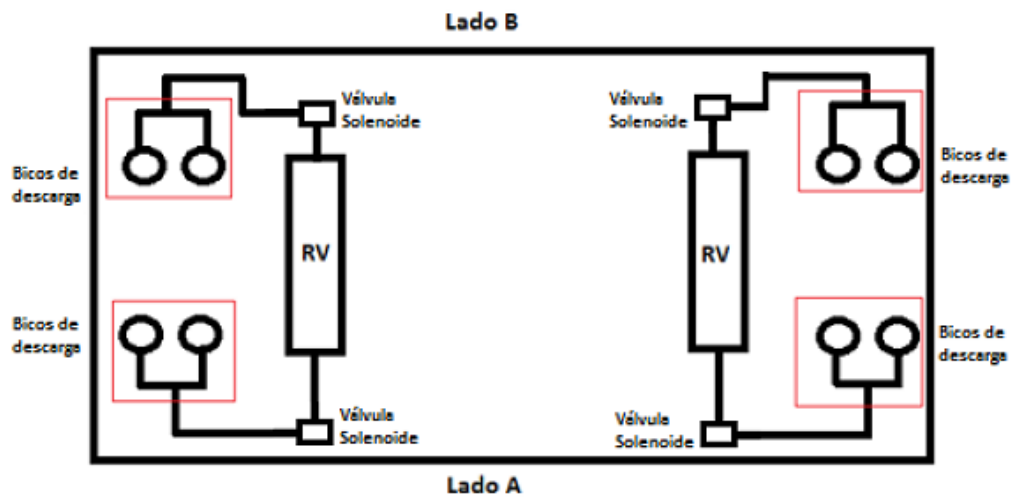 Lado B
Válvula
Solenoide
Válvula
Solenoide
Bicos de
descarga
Bicos de
descarga
RV
RV
Bicos de
descarga
Bicos de
descarga
Válvula
Solenoide
Válvula
Solenoide
Lado A